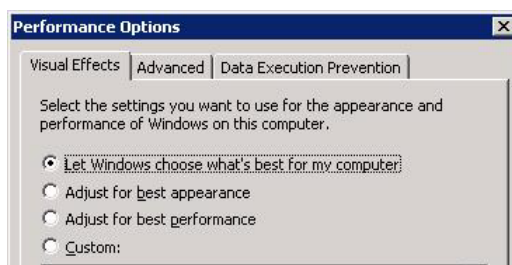 Performance Options
Visual Effects Advanced Data Execution Prevention
Select the settings you want to use for the appearance and
performance of Windows on this computer.
Let Windows choose what's best for my computer
Adjust for best appearance
Adjust for best performance
Custom: